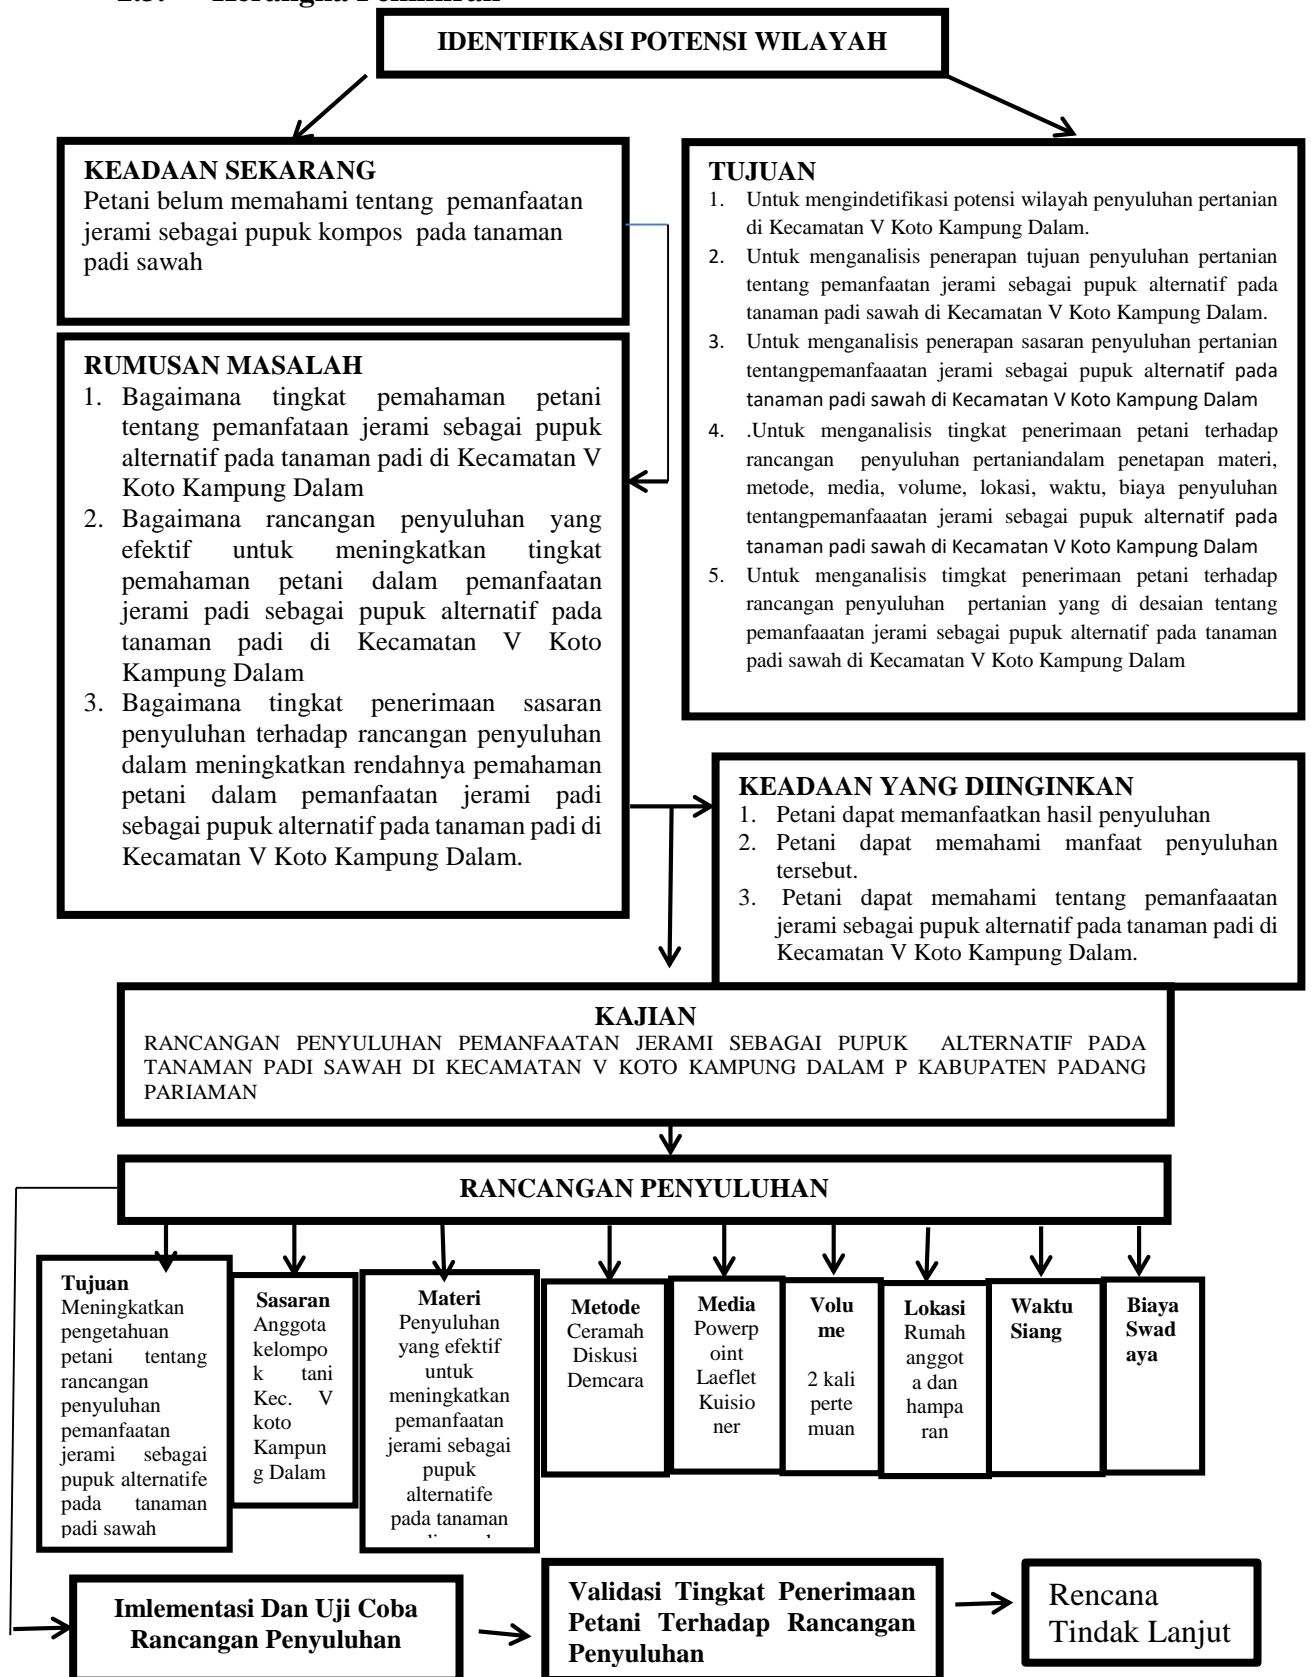 IDENTIFIKASI POTENSI WILAYAH
KEADAAN SEKARANG
Petani belum memahami tentang pemanfaatan
jerami sebagai pupuk kompos pada tanaman
padi sawah
TUJUAN
1. Untuk mengindetifikasi potensi wilayah penyuluhan pertanian
di Kecamatan V Koto Kampung Dalam.
2. Untuk menganalisis penerapan tujuan penyuluhan pertanian
tentang pemanfaatan jerami sebagai pupuk alternatif pada
tanaman padi sawah di Kecamatan V Koto Kampung Dalam.
3. Untuk menganalisis penerapan sasaran penyuluhan pertanian
tentangpemanfaaatan jerami sebagai pupuk alternatif pada
tanaman padi sawah di Kecamatan V Koto Kampung Dalam
4. .Untuk menganalisis tingkat penerimaan petani terhadap
rancangan penyuluhan pertaniandalam penetapan materi,
metode, media, volume, lokasi, waktu, biaya penyuluhan
tentangpemanfaaatan jerami sebagai pupuk alternatif pada
tanaman padi sawah di Kecamatan V Koto Kampung Dalam
5. Untuk menganalisis timgkat penerimaan petani terhadap
rancangan penyuluhan pertanian yang di desaian tentang
pemanfaaatan jerami sebagai pupuk alternatif pada tanaman
padi sawah di Kecamatan V Koto Kampung Dalam
RUMUSAN MASALAH
1. Bagaimana tingkat pemahaman petani
tentang pemanfataan jerami sebagai pupuk
alternatif pada tanaman padi di Kecamatan V
Koto Kampung Dalam
2. Bagaimana rancangan penyuluhan yang
efektif untuk meningkatkan tingkat
pemahaman petani dalam pemanfaatan
jerami padi sebagai pupuk alternatif pada
tanaman padi di Kecamatan V Koto
Kampung Dalam
3. Bagaimana tingkat penerimaan sasaran
penyuluhan terhadap rancangan penyuluhan
dalam meningkatkan rendahnya pemahaman
petani dalam pemanfaatan jerami padi
sebagai pupuk alternatif pada tanaman padi di
Kecamatan V Koto Kampung Dalam.
KEADAAN YANG DIINGINKAN
1. Petani dapat memanfaatkan hasil penyuluhan
2. Petani dapat memahami manfaat penyuluhan
tersebut.
3. Petani dapat memahami tentang pemanfaaatan
jerami sebagai pupuk alternatif pada tanaman padi di
Kecamatan V Koto Kampung Dalam.
KAJIAN
RANCANGAN PENYULUHAN PEMANFAATAN JERAMI SEBAGAI PUPUK ALTERNATIF PADA
TANAMAN PADI SAWAH DI KECAMATAN V KOTO KAMPUNG DALAM P KABUPATEN PADANG
PARIAMAN
RANCANGAN PENYULUHAN
Tujuan
Meningkatkan
pengetahuan
petani tentang
rancangan
penyuluhan
pemanfaatan
jerami sebagai
pupuk alternatife
pada tanaman
padi sawah
Sasaran
Anggota
kelompo
k tani
Kec. V
koto
Kampun
g Dalam
Materi
Penyuluhan
yang efektif
untuk
meningkatkan
pemanfaatan
jerami sebagai
pupuk
alternatife
pada tanaman
Metode
Ceramah
Diskusi
Demcara
Media
Powerp
oint
Laeflet
Kuisio
ner
Volu
me
2 kali
perte
muan
Lokasi
Rumah
anggot
a dan
hampa
ran
Waktu
Siang
Biaya
Swad
aya
Imlementasi Dan Uji Coba
Rancangan Penyuluhan
Validasi Tingkat Penerimaan
Petani Terhadap Rancangan
Penyuluhan
Rencana
Tindak Lanjut